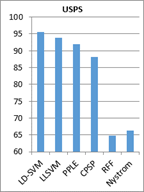 USPS
100
95
90
85
80
75
70
65
60
LD-SVM
LLSVM
PPLE
CPSP
RFF
Nystrom